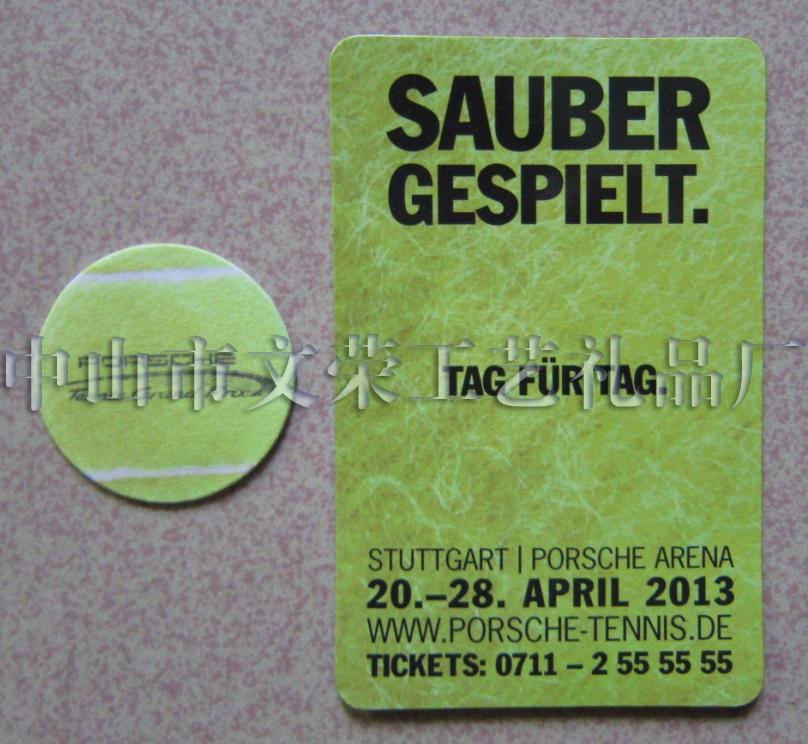 SAUBER
GESPIELT.
PORSCHE
中山市文荣工艺礼品厂
TAG FÜR TAG.
STUTTGART | PORSCHE ARENA
20.–28. APRIL 2013
WWW.PORSCHE-TENNIS.DE
TICKETS: 0711 – 2 55 55 55